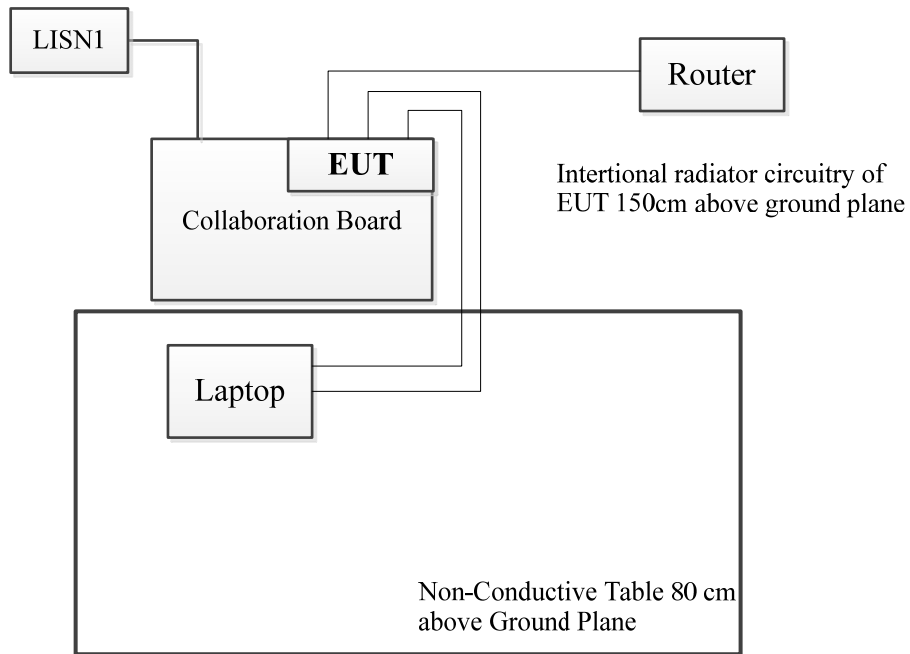 LISN1
Router
EUT
Collaboration Board
Intertional radiator circuitry of
EUT 150cm above ground plane
Laptop
Non-Conductive Table 80 cm
above Ground Plane